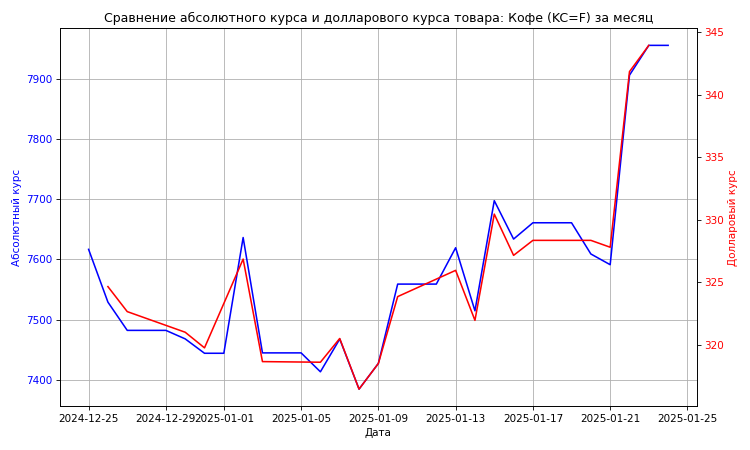 Сравнение абсолютного курса и долларового курса товара: Кофе (KC=F) за месяц
Абсолютный курс
7900
7800
7700
7600
7500
7400
345
340
335
330
325
320
Долларовый курс
2024-12-25 2024-12-29 2025-01-01 2025-01-05 2025-01-09 2025-01-13 2025-01-17 2025-01-21 2025-01-25
Дата